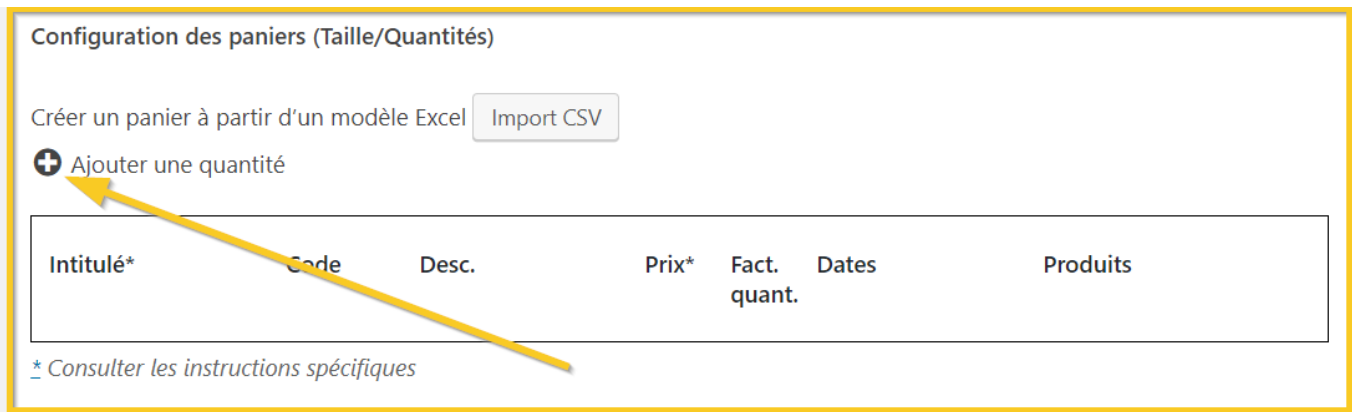 Configuration des paniers (Taille/Quantités)
Créer un panier à partir d'un modèle Excel Import CSV
Ajouter une quantité
Intitulé* Code Desc. Prix* Fact. Dates Produits
quant.
* Consulter les instructions spécifiques